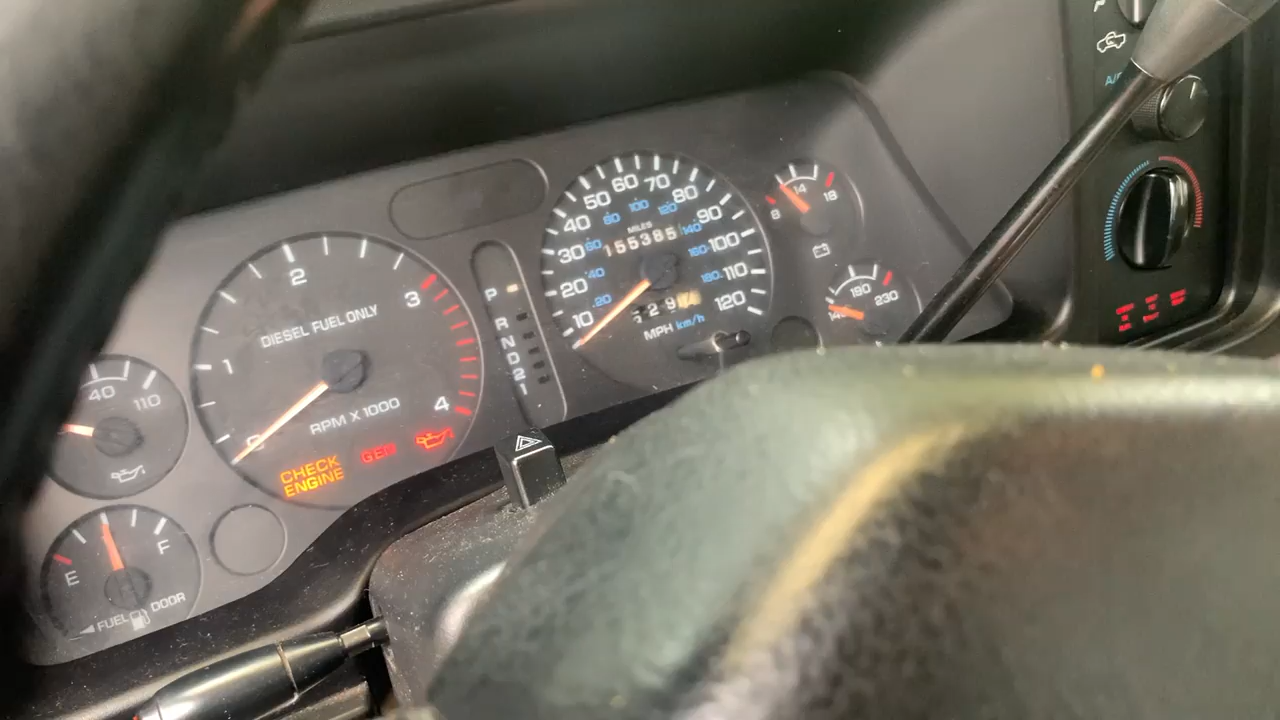 40
110
E
F
FUEL DOOR
0
1
2
3
4
DIESEL FUEL ONLY
RPM X 1000
CHECK
ENGINE
GEN
P
R
N
D
2
1
10
20
30
40
50
60
70
80
90
100
110
120
20
40
60
80
100
120
140
160
180
MILES
155385
MPH km/h
8
14
18
190
230